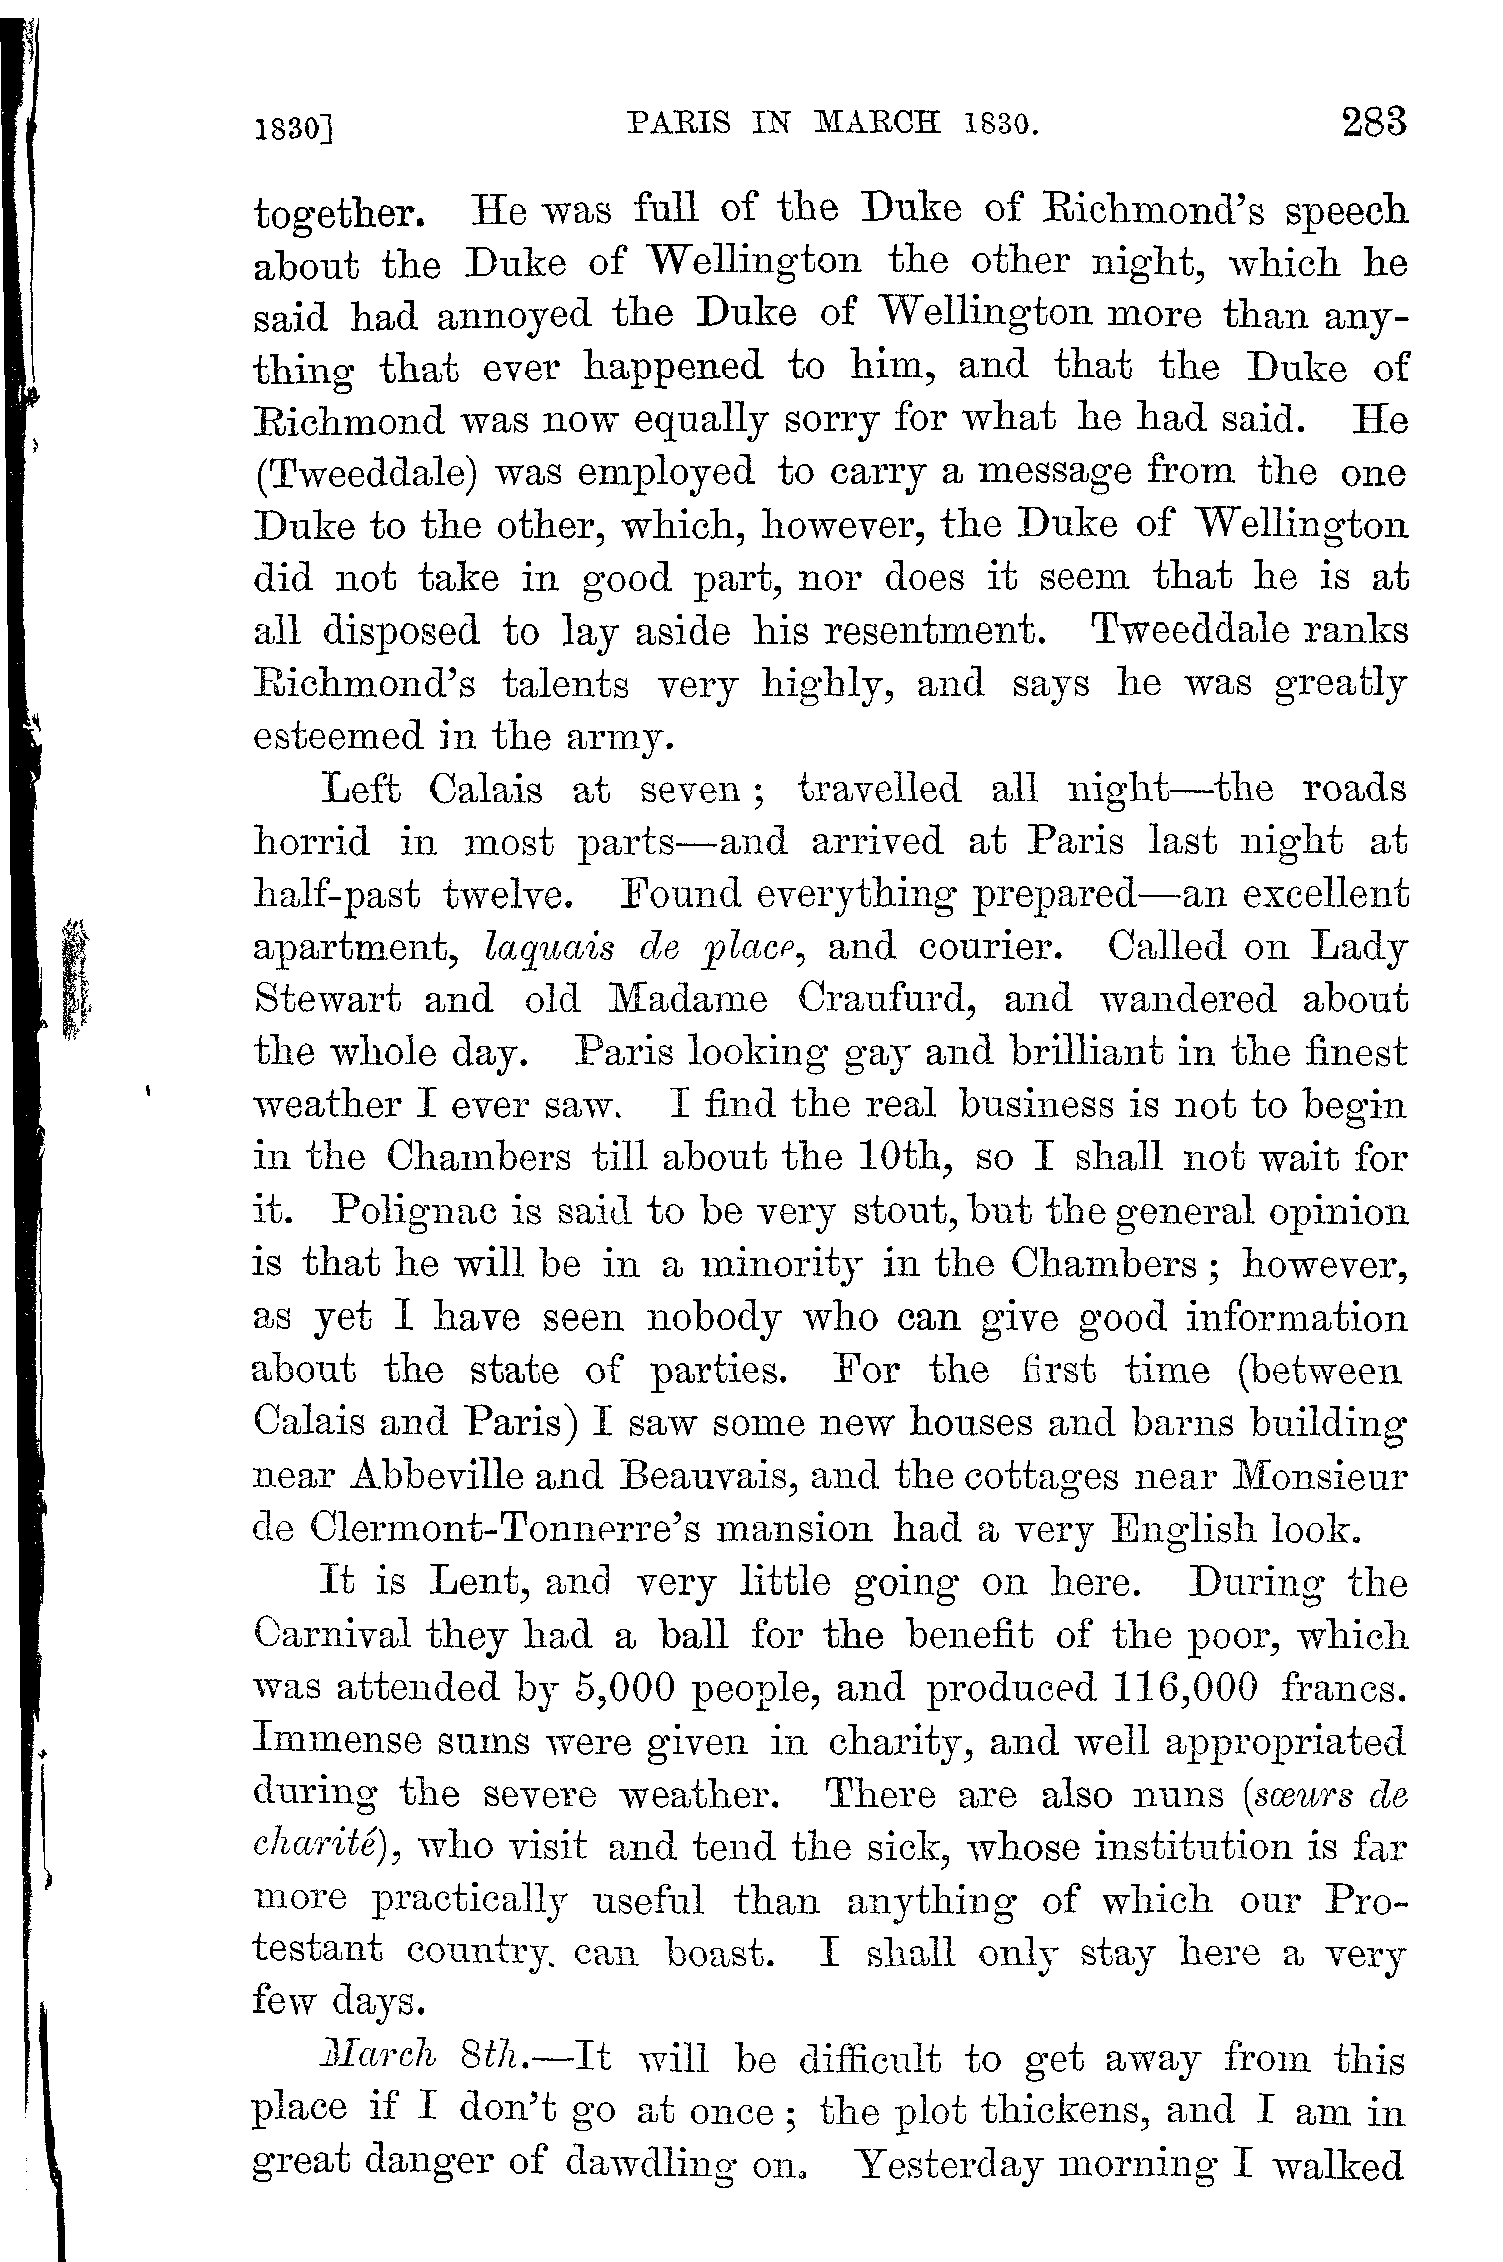 1830] PARIS IN MARCH 1830. 283
together. He was full of the Duke of Richmond's speech
about the Duke of Wellington the other night, which he
said had annoyed the Duke of Wellington more than any-
thing that ever happened to him, and that the Duke of
Richmond was now equally sorry for what he had said. He
(Tweeddale) was employed to carry a message from the one
Duke to the other, which, however, the Duke of Wellington
did not take in good part, nor does it seem that he is at
all disposed to lay aside his resentment. Tweeddale ranks
Richmond's talents very highly, and says he was greatly
esteemed in the army.
Left Calais at seven; travelled all night—the roads
horrid in most parts—and arrived at Paris last night at
half-past twelve. Found everything prepared—an excellent
apartment, laquais de place, and courier. Called on Lady
Stewart and old Madame Craufurd, and wandered about
the whole day. Paris looking gay and brilliant in the finest
weather I ever saw. I find the real business is not to begin
in the Chambers till about the 10th, so I shall not wait for
it. Polignac is said to be very stout, but the general opinion
is that he will be in a minority in the Chambers; however,
as yet I have seen nobody who can give good information
about the state of parties. For the first time (between
Calais and Paris) I saw some new houses and barns building
near Abbeville and Beauvais, and the cottages near Monsieur
de Clermont-Tonnerre's mansion had a very English look.
It is Lent, and very little going on here. During the
Carnival they had a ball for the benefit of the poor, which
was attended by 5,000 people, and produced 116,000 francs.
Immense sums were given in charity, and well appropriated
during the severe weather. There are also nuns (sœurs de
charité), who visit and tend the sick, whose institution is far
more practically useful than anything of which our Pro-
testant country. can boast. I shall only stay here a very
few days.
March 8th.—It will be difficult to get away from this
place if I don't go at once; the plot thickens, and I am in
great danger of dawdling on. Yesterday morning I walked